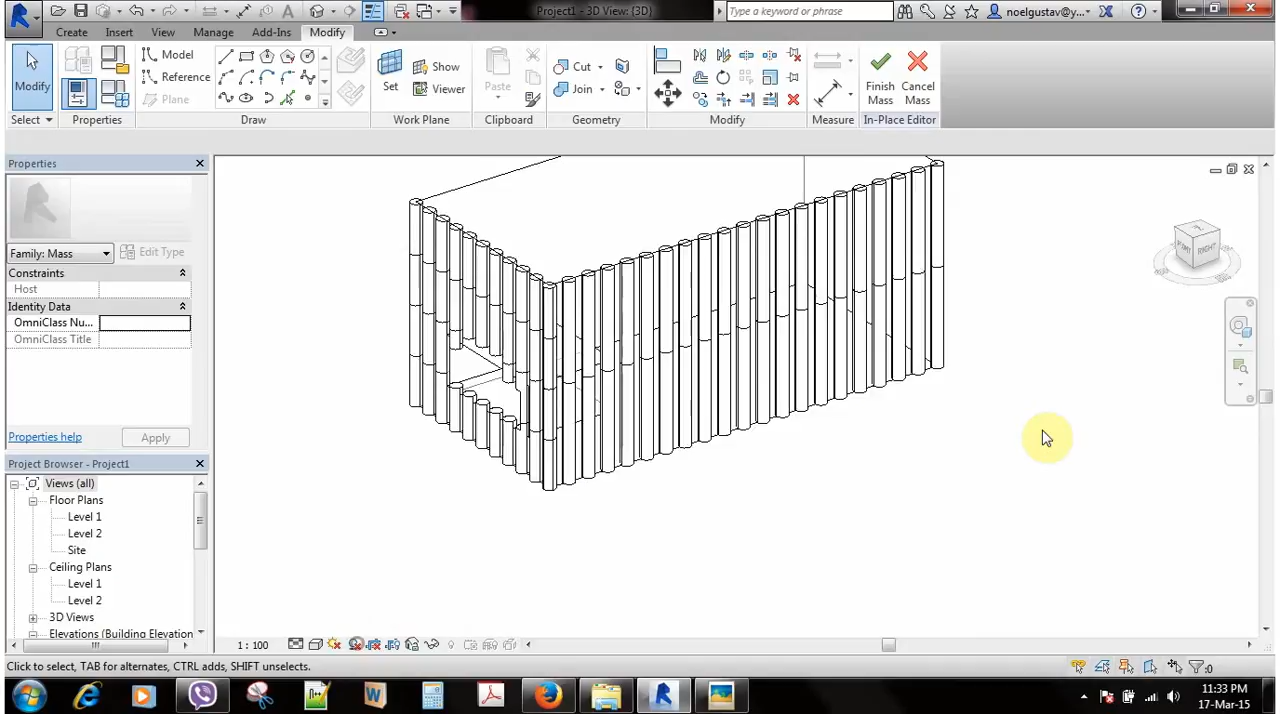 Project1 - 3D View: {3D}
Type a keyword or phrase
noelgustav@y...
Create Insert View Manage Add-Ins Modify
Modify
Select
Properties
Model
Reference
Plane
Draw
Set
Show
Viewer
Work Plane
Paste
Clipboard
Cut
Join
Geometry
Modify
Measure
Finish Mass
Cancel Mass
In-Place Editor
Properties
Family: Mass
Edit Type
Constraints
Host
Identity Data
OmniClass Nu...
OmniClass Title
Properties help
Apply
Project Browser - Project1
Views (all)
Floor Plans
Level 1
Level 2
Site
Ceiling Plans
Level 1
Level 2
3D Views
Elevations (Building Elevation
FRONT
RIGHT
1 : 100
Click to select, TAB for alternates, CTRL adds, SHIFT unselects.
:0
11:33 PM
17-Mar-15